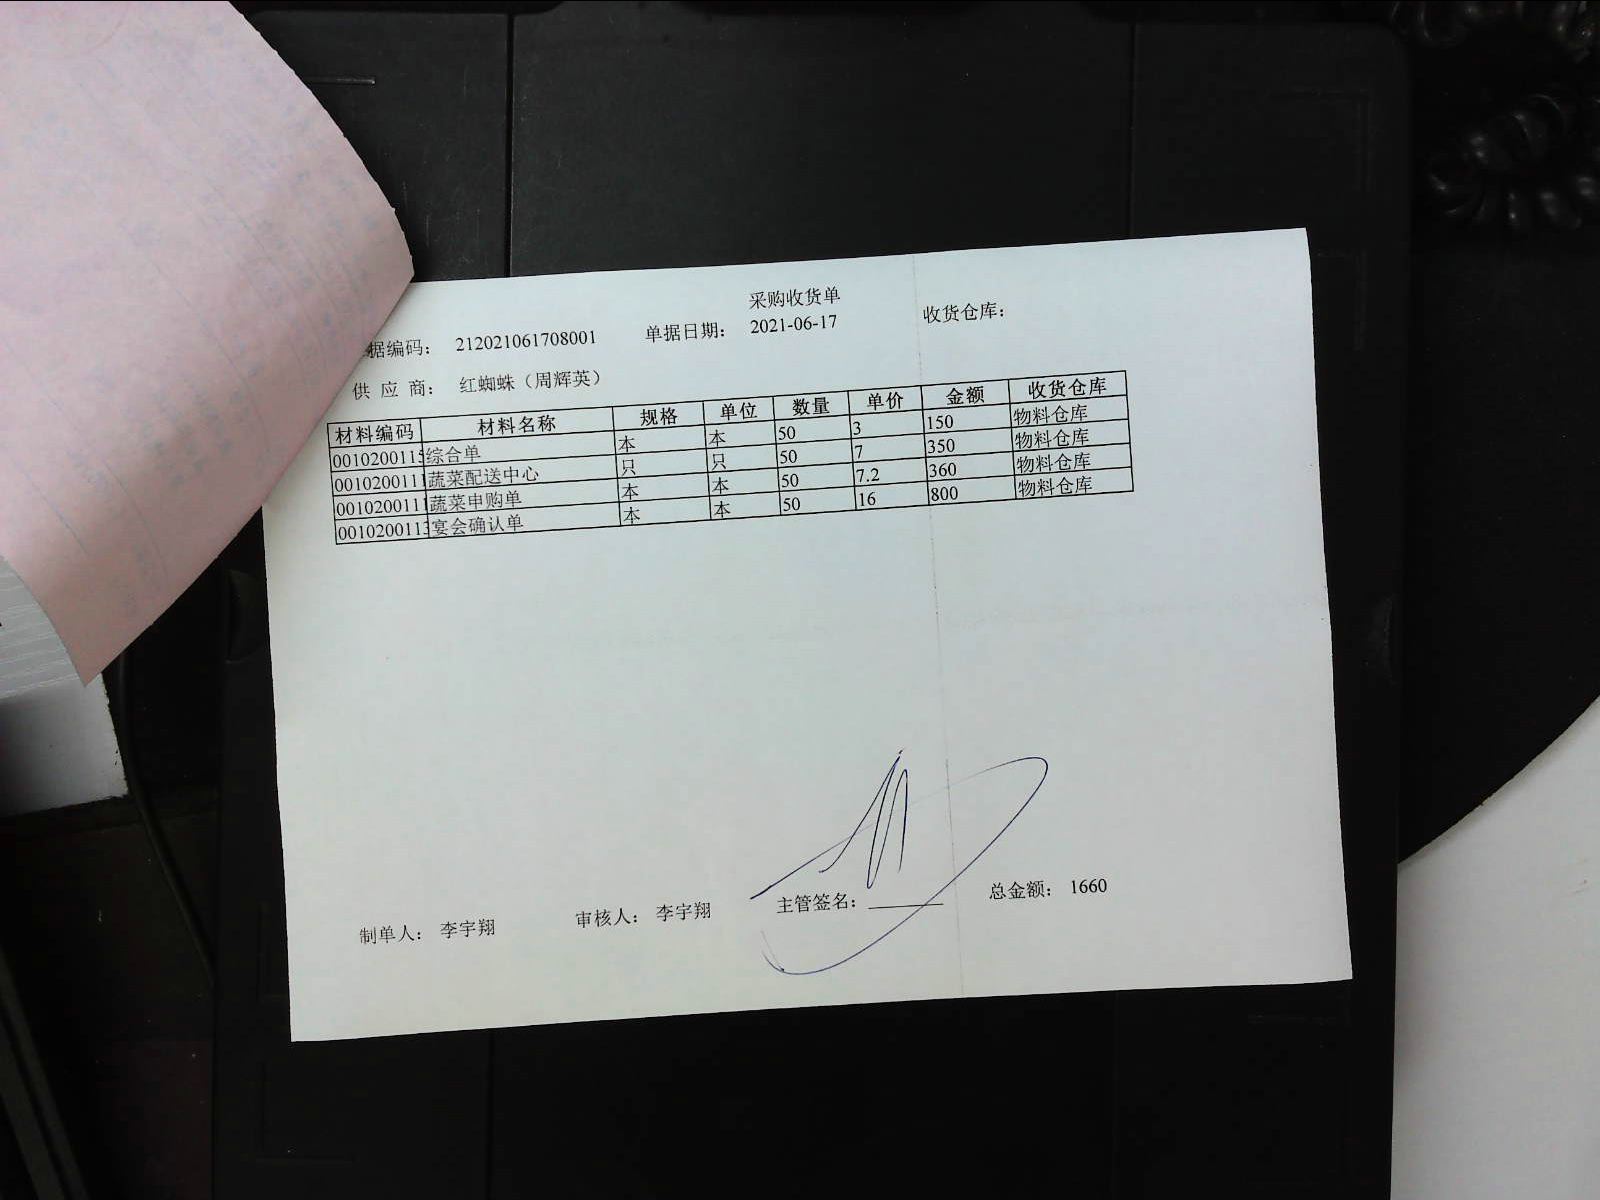 采购收货单
据编码： 212021061708001 单据日期： 2021-06-17 收货仓库：
供 应 商： 红蜘蛛（周辉英）
材料编码 材料名称 规格 单位 数量 单价 金额 收货仓库
0010200115 综合单 本 本 50 3 150 物料仓库
001020011 蔬菜配送中心 只 只 50 7 350 物料仓库
001020011 蔬菜申购单 本 本 50 7.2 360 物料仓库
0010200113 宴会确认单 本 本 50 16 800 物料仓库
制单人： 李宇翔 审核人： 李宇翔 主管签名： 总金额： 1660